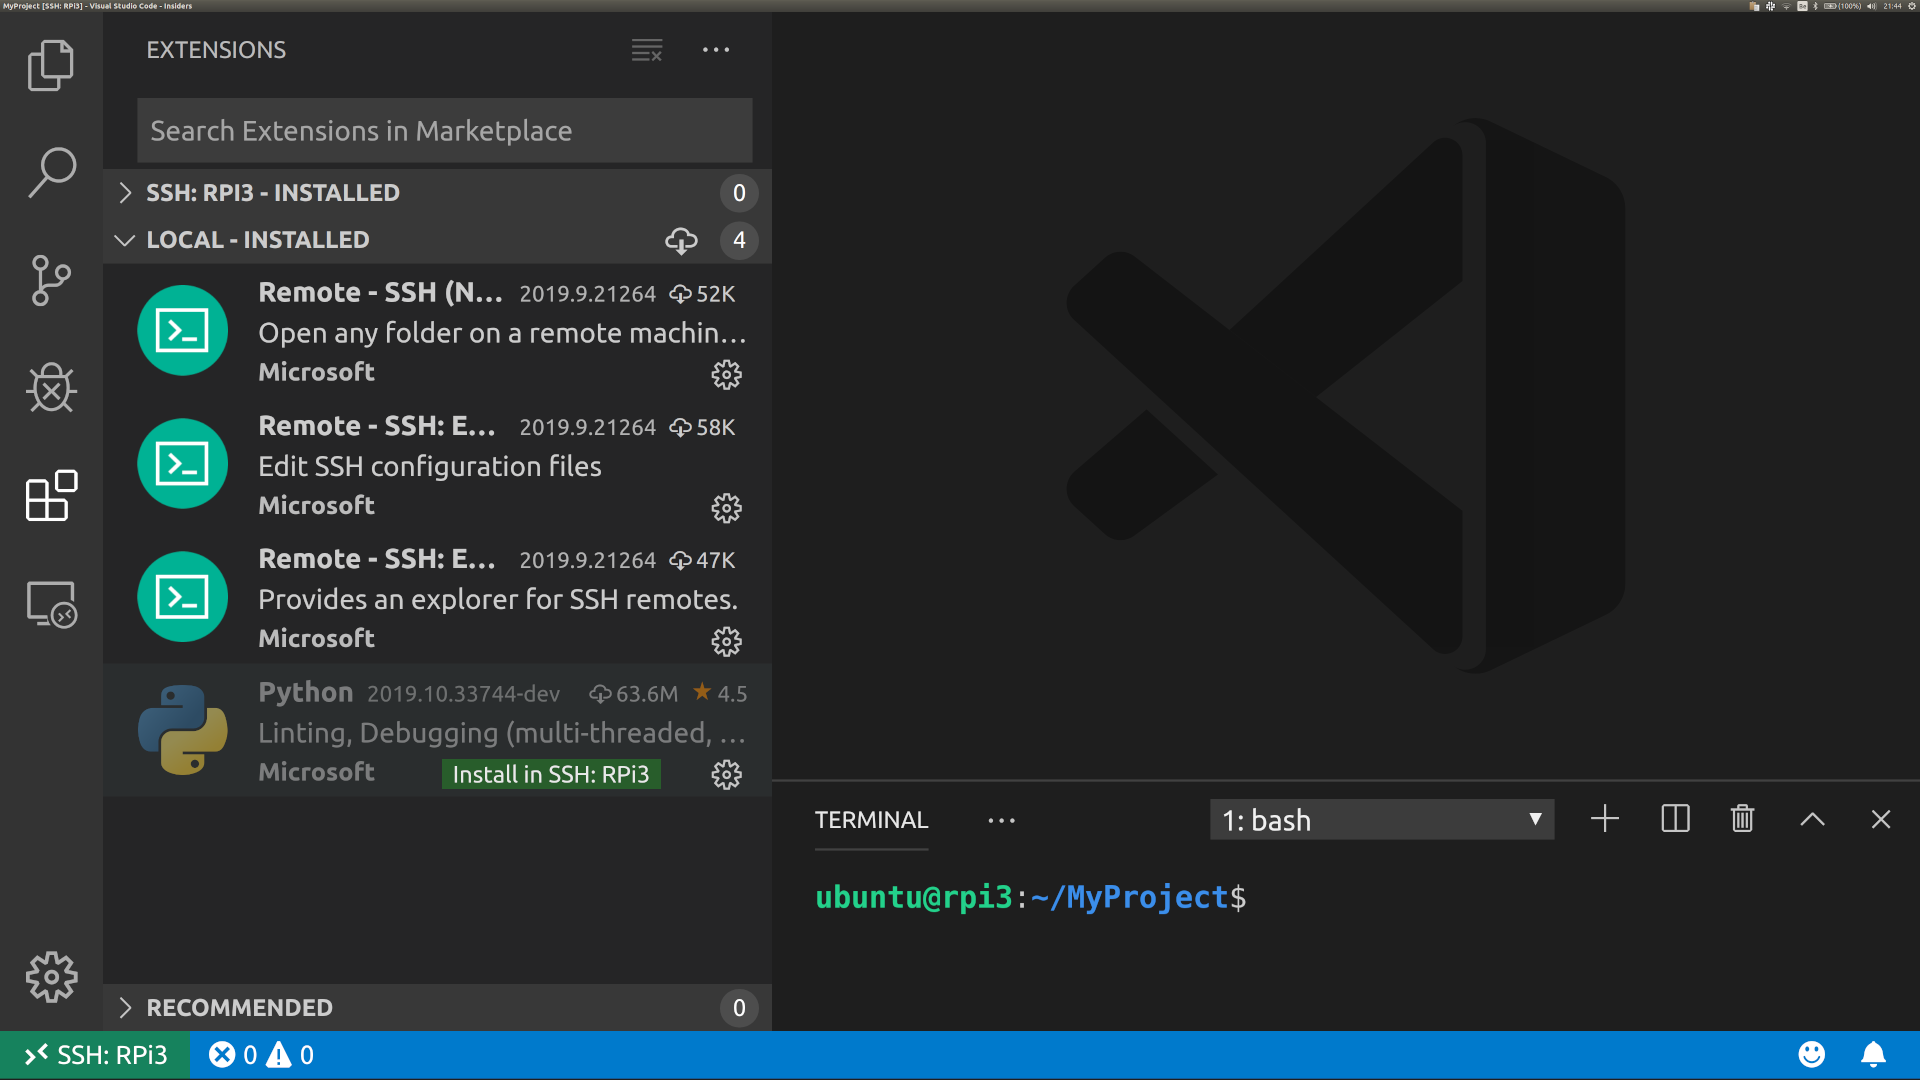 MyProject [SSH: RPi3] - Visual Studio Code - Insiders
Be (100%) 21:44
EXTENSIONS
Search Extensions in Marketplace
SSH: RPI3 - INSTALLED 0
LOCAL - INSTALLED 4
Remote - SSH (N... 2019.9.21264 52K
Open any folder on a remote machin...
Microsoft
Remote - SSH: E... 2019.9.21264 58K
Edit SSH configuration files
Microsoft
Remote - SSH: E... 2019.9.21264 47K
Provides an explorer for SSH remotes.
Microsoft
Python 2019.10.33744-dev 63.6M ★ 4.5
Linting, Debugging (multi-threaded, ...
Microsoft Install in SSH: RPi3
RECOMMENDED 0
TERMINAL ... 1: bash
ubuntu@rpi3:~/MyProject$
SSH: RPi3 0 0